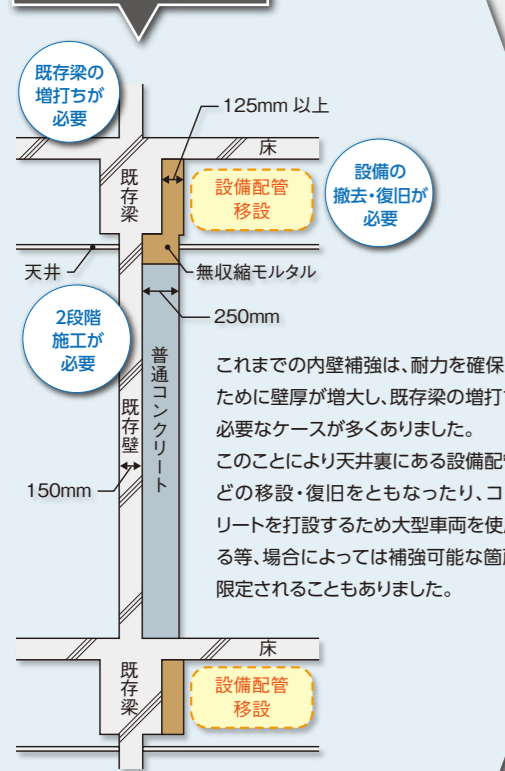 既存梁の
増打ちが
必要
125mm 以上
床
既存梁
設備配管
移設
設備の
撤去・復旧が
必要
天井
無収縮モルタル
250mm
2段階
施工が
必要
普通コンクリート
既存壁
150mm
これまでの内壁補強は、耐力を確保
ために壁厚が増大し、既存梁の増打
必要なケースが多くありました。
このことにより天井裏にある設備配
どの移設・復旧をともなったり、コ
リートを打設するため大型車両を使
る等、場合によっては補強可能な箇
限定されることもありました。
床
既存梁
設備配管
移設